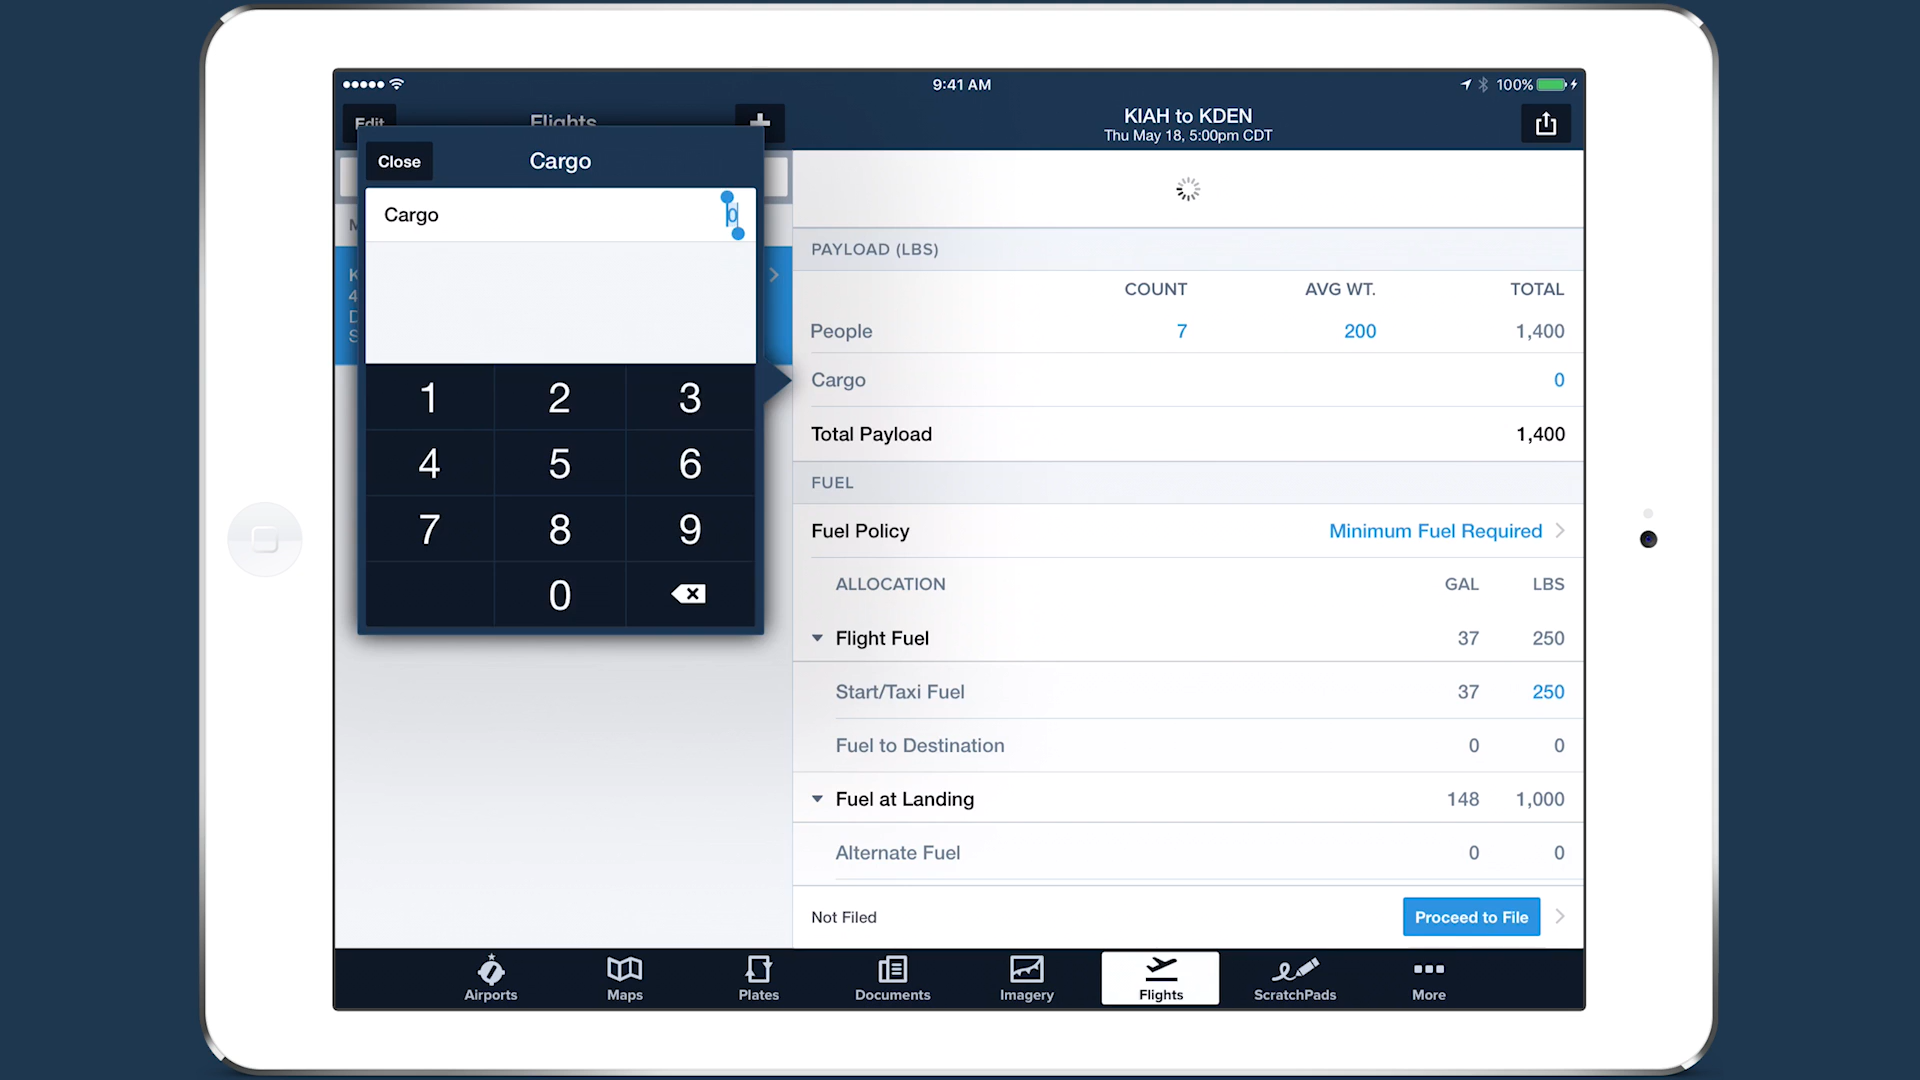 9:41 AM
100%
Edit
Flights
KIAH to KDEN
Thu May 18, 5:00pm CDT
Close
Cargo
Cargo
0
1
2
3
4
5
6
7
8
9
0
PAYLOAD (LBS)
COUNT AVG WT. TOTAL
People 7 200 1,400
Cargo 0
Total Payload 1,400
FUEL
Fuel Policy Minimum Fuel Required
ALLOCATION GAL LBS
Flight Fuel 37 250
Start/Taxi Fuel 37 250
Fuel to Destination 0 0
Fuel at Landing 148 1,000
Alternate Fuel 0 0
Not Filed Proceed to File
Airports Maps Plates Documents Imagery Flights ScratchPads More